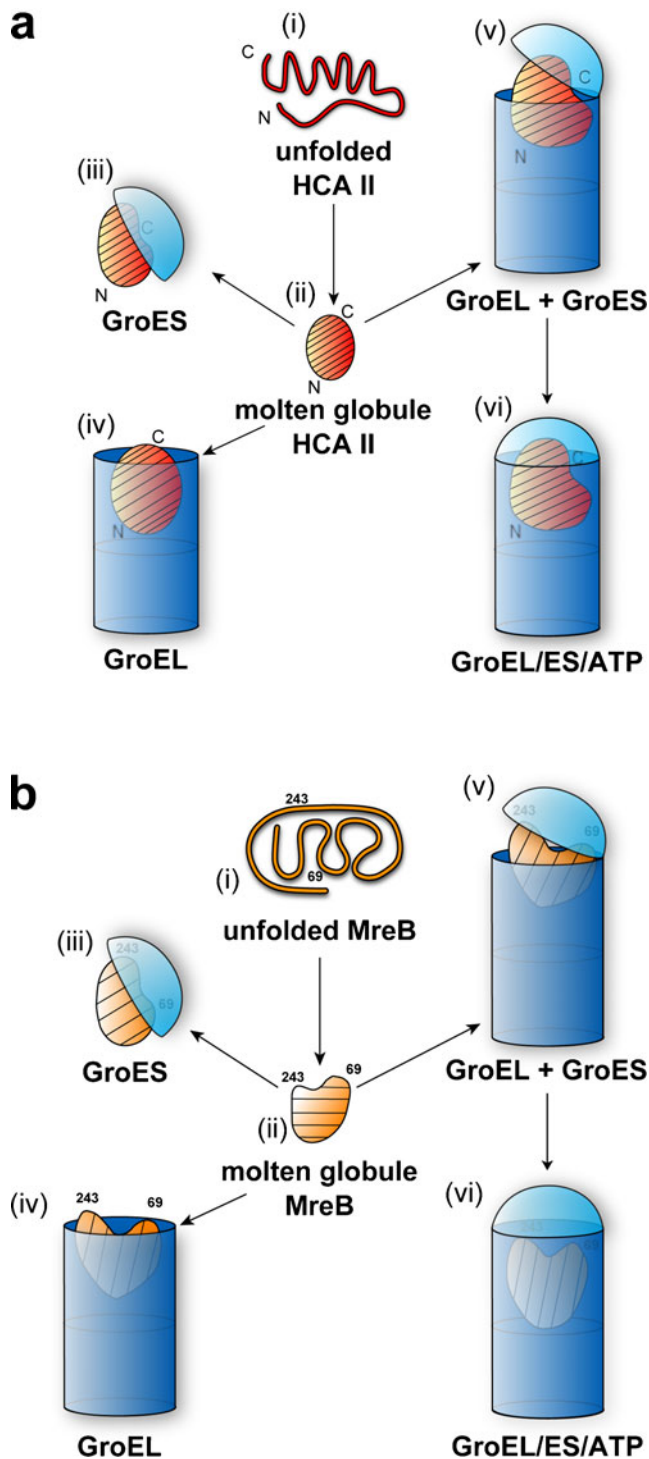 a
(i)
C
N
unfolded
HCA II
(ii)
C
N
molten globule
HCA II
(iii)
C
N
GroES
(iv)
C
N
GroEL
(v)
C
N
GroEL + GroES
(vi)
C
N
GroEL/ES/ATP
b
243
69
(i)
unfolded MreB
243
69
(ii)
molten globule
MreB
(iii)
243
69
GroES
(iv)
243
69
GroEL
(v)
243
69
GroEL + GroES
(vi)
243
69
GroEL/ES/ATP